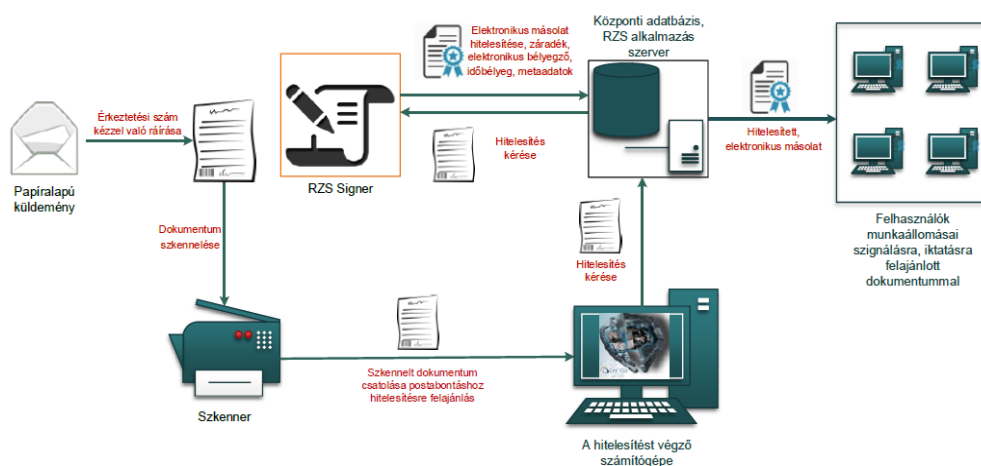 Papíralapú
küldemény
Érkeztetési szám
kézzel való ráírása
Dokumentum
szkennelése
Szkenner
Szkennelt dokumentum
csatolása postabontáshoz
hitelesítésre felajánlás
A hitelesítést végző
számítógépe
Hitelesítés
kérése
Központi adatbázis,
RZS alkalmazás
szerver
Hitelesítés
kérése
RZS Signer
Elektronikus másolat
hitelesítése, záradék,
elektronikus bélyegző,
időbélyeg, metaadatok
Hitelesített,
elektronikus másolat
Felhasználók
munkaállomásai
szignálásra, iktatásra
felajánlott
dokumentummal